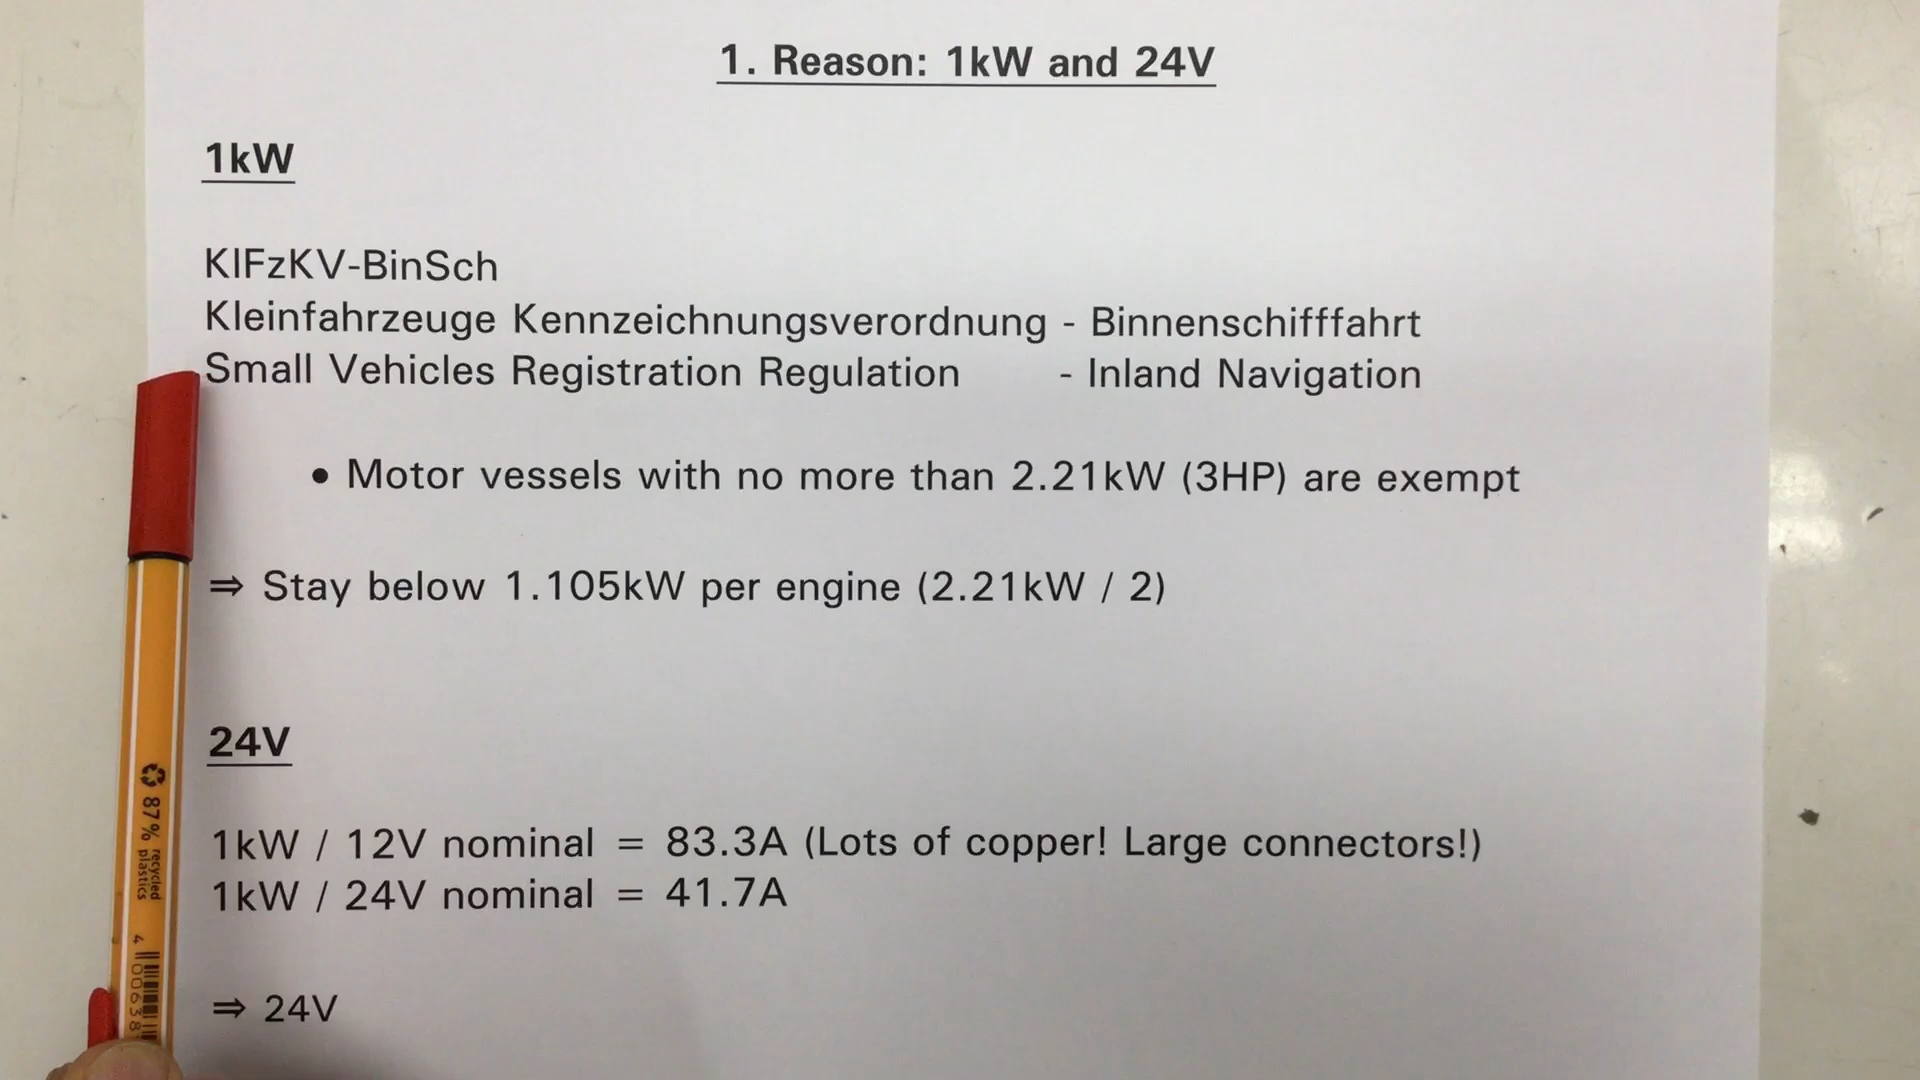 1. Reason: 1kW and 24V
1kW
KlFzKV-BinSch
Kleinfahrzeuge Kennzeichnungsverordnung - Binnenschifffahrt
Small Vehicles Registration Regulation - Inland Navigation
• Motor vessels with no more than 2.21kW (3HP) are exempt
⇒ Stay below 1.105kW per engine (2.21kW / 2)
24V
1kW / 12V nominal = 83.3A (Lots of copper! Large connectors!)
1kW / 24V nominal = 41.7A
⇒ 24V
87% recycled
plastics
4 00638